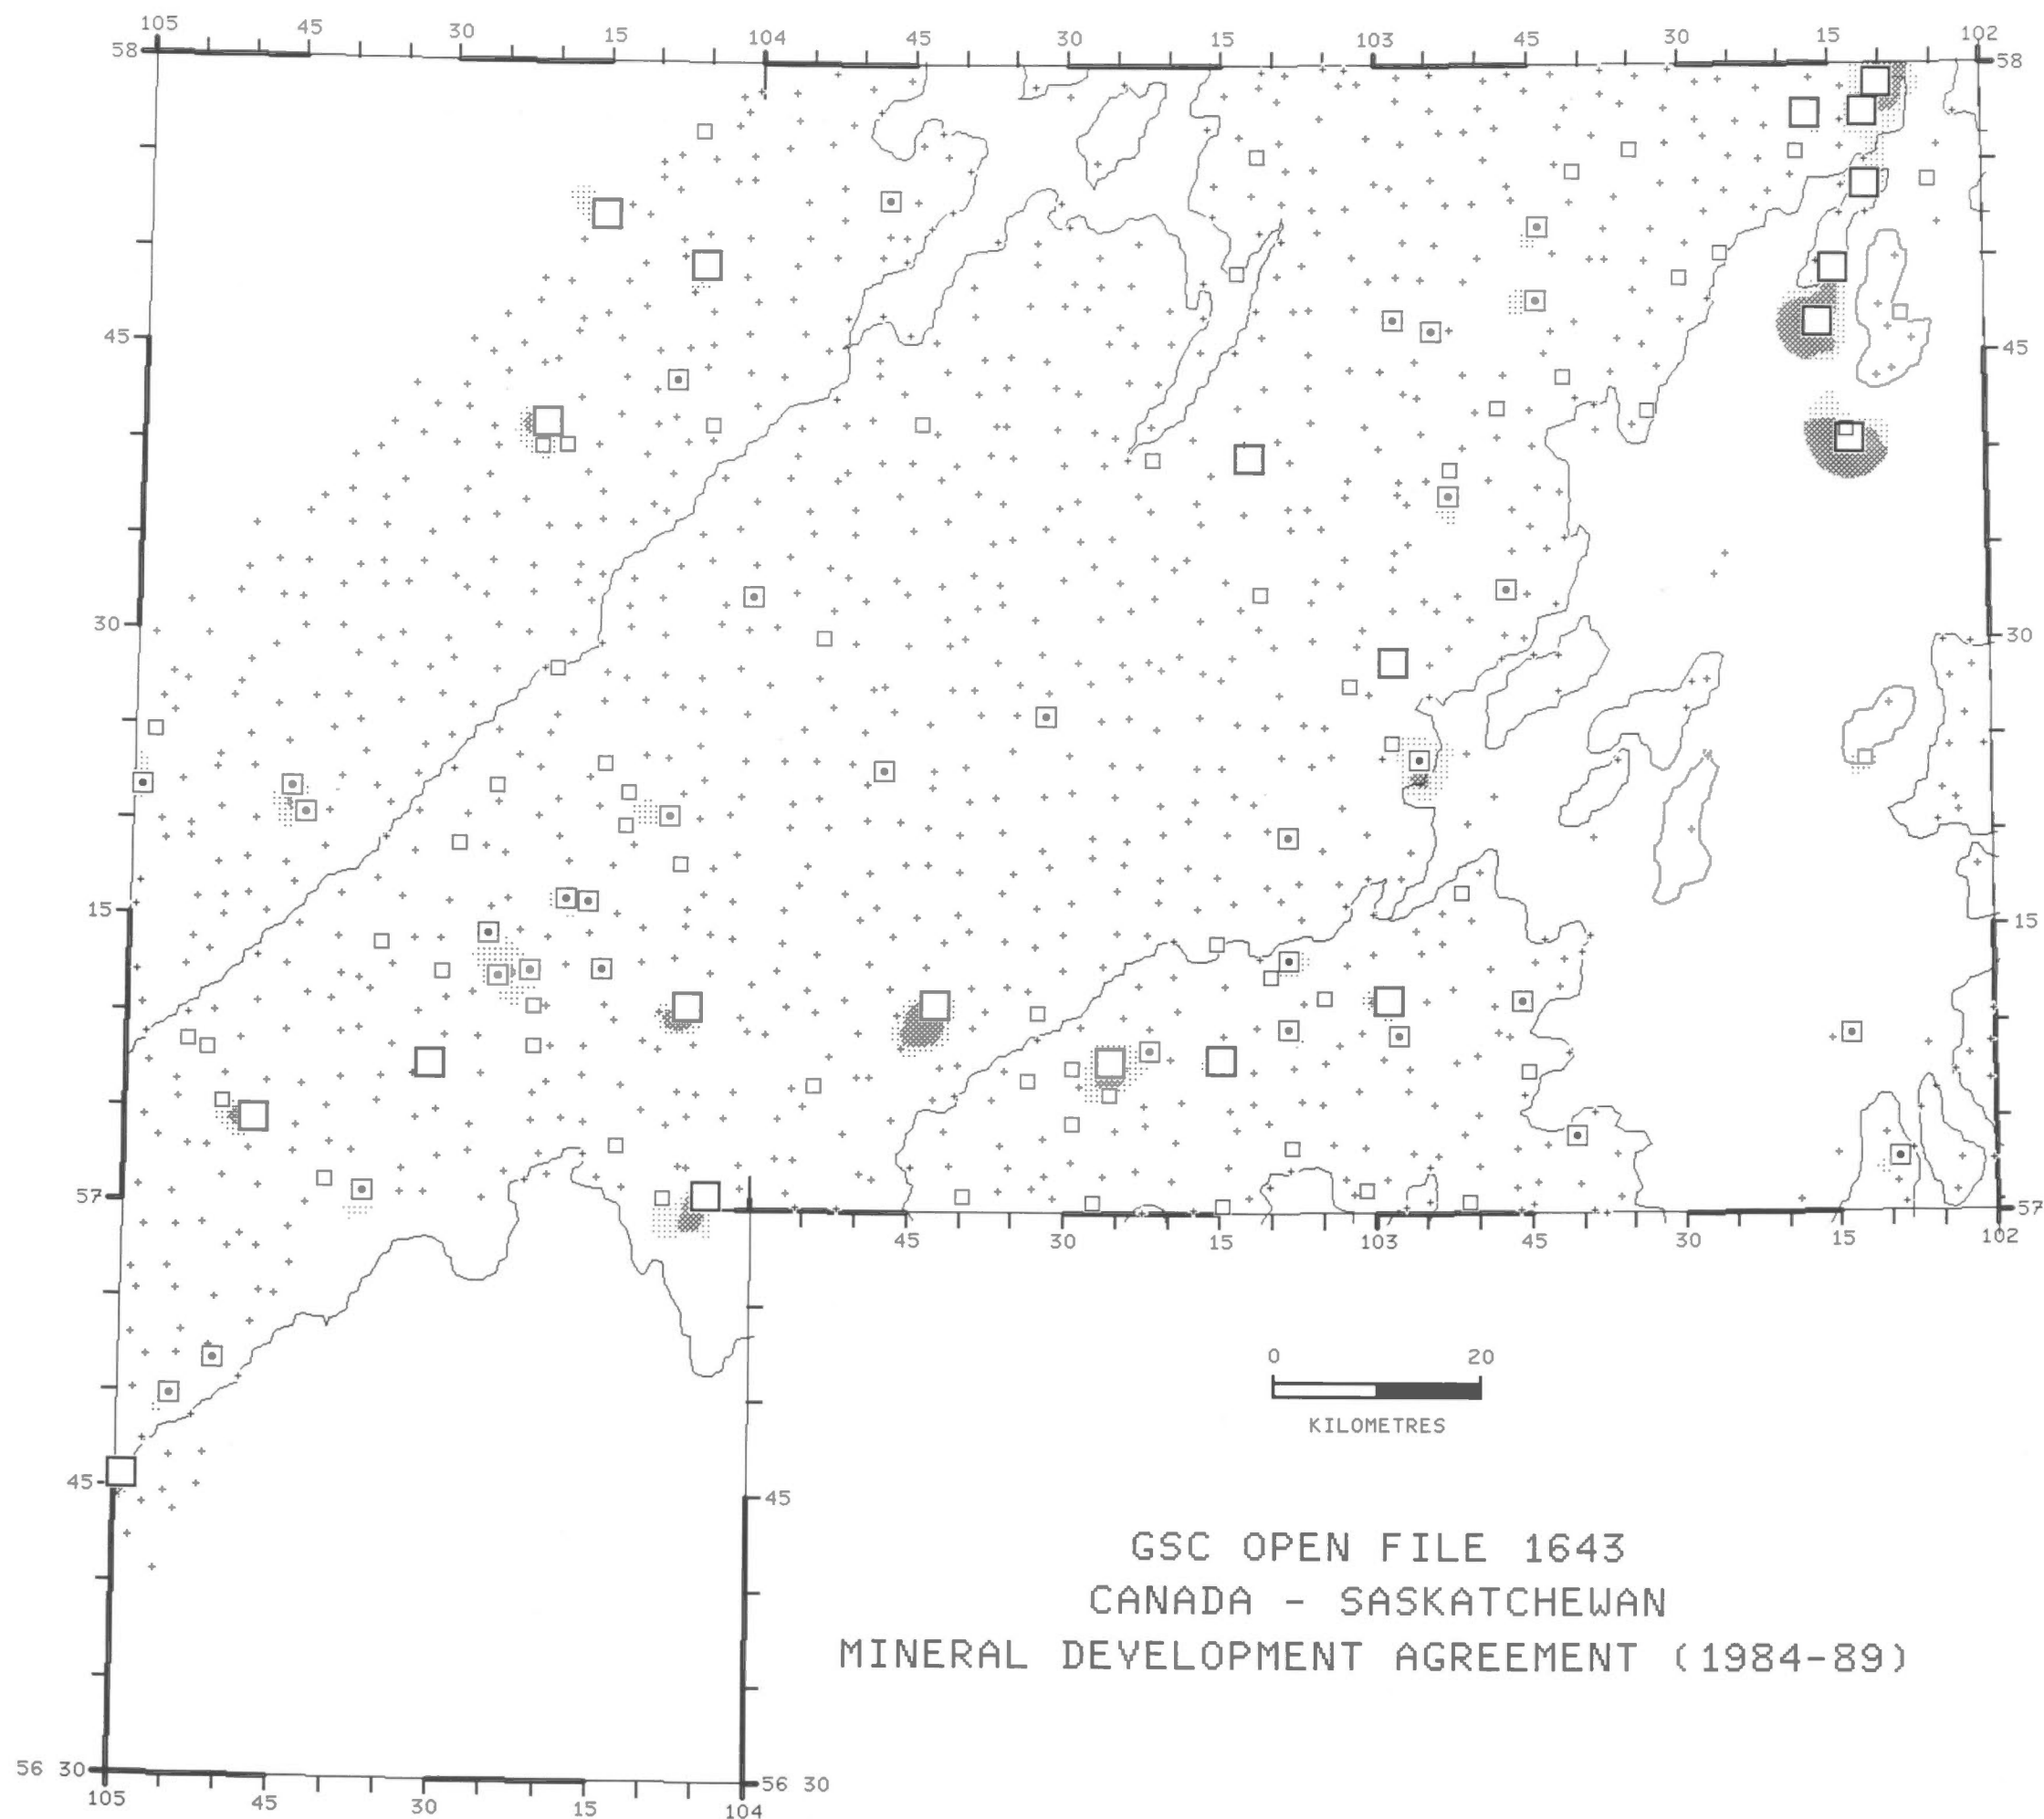 105 45 30 15 104 45 30 15 103 45 30 15 102
58 58
45 45
30 30
15 15
57 57
45 30 15 103 45 30 15 102
0 20
KILOMETRES
45 45
GSC OPEN FILE 1643
CANADA - SASKATCHEWAN
MINERAL DEVELOPMENT AGREEMENT (1984-89)
56 30 56 30
105 45 30 15 104